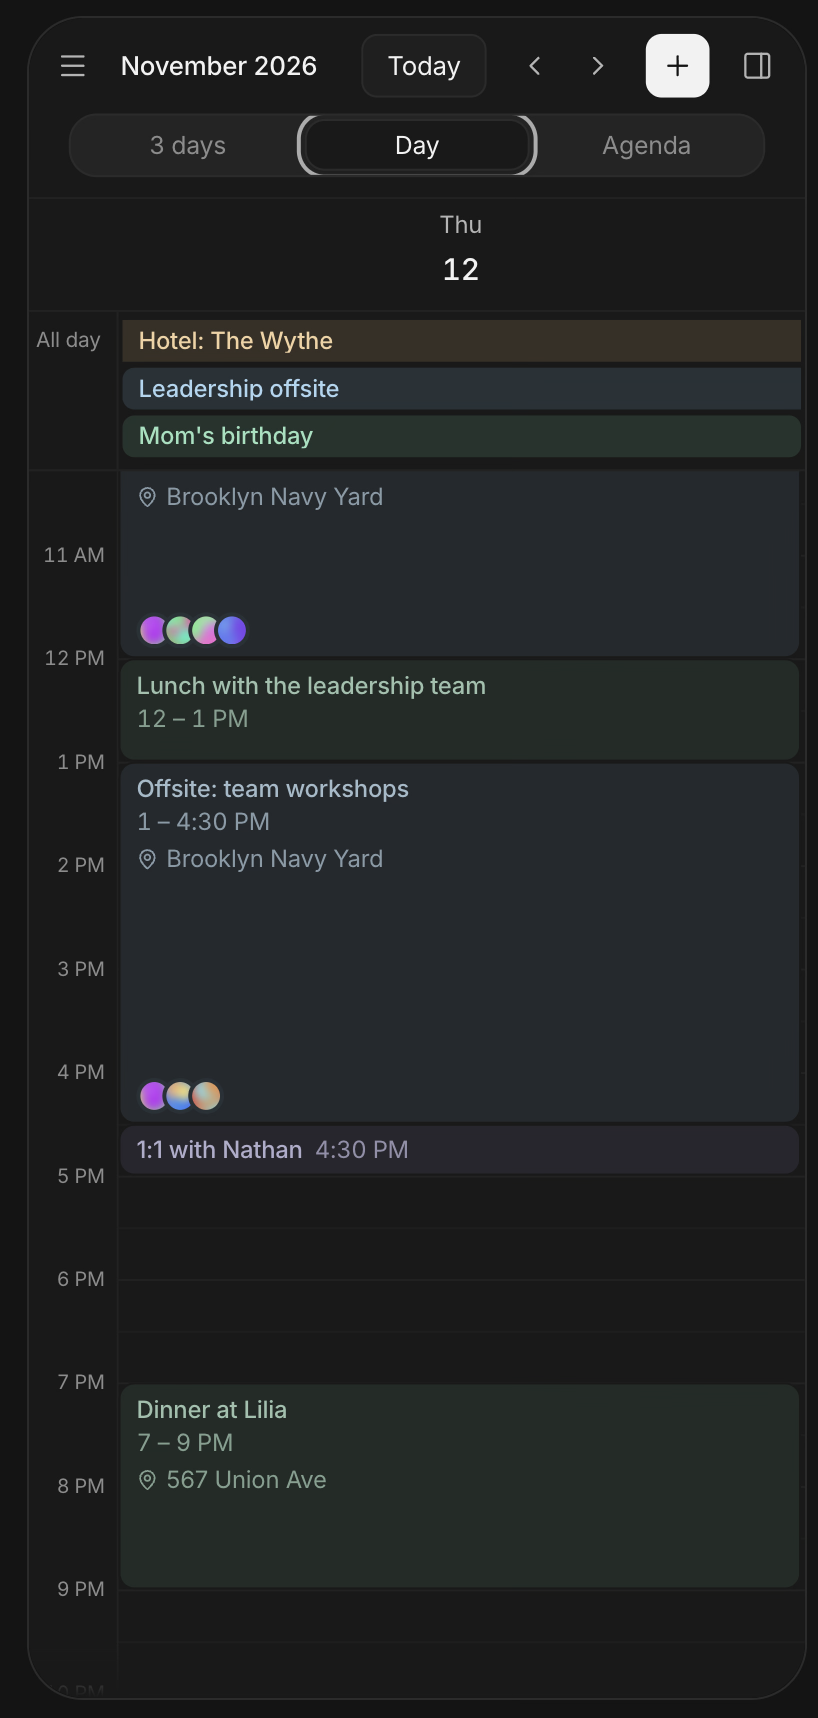 November 2026
Today
3 days
Day
Agenda
Thu
12
All day
Hotel: The Wythe
Leadership offsite
Mom's birthday
Brooklyn Navy Yard
11 AM
12 PM
Lunch with the leadership team
12 – 1 PM
1 PM
Offsite: team workshops
1 – 4:30 PM
Brooklyn Navy Yard
2 PM
3 PM
4 PM
1:1 with Nathan 4:30 PM
5 PM
6 PM
7 PM
Dinner at Lilia
7 – 9 PM
567 Union Ave
8 PM
9 PM